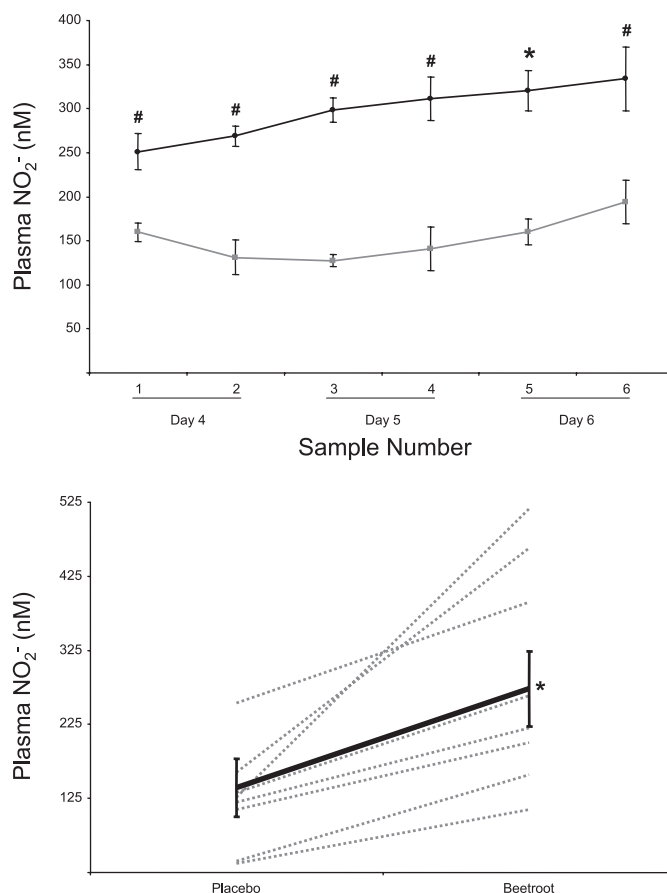 400
350
300
250
200
150
100
50
Plasma NO2- (nM)
# # # # * #
1 2 3 4 5 6
Day 4 Day 5 Day 6
Sample Number
525
425
325
225
125
Plasma NO2- (nM)
*
Placebo Beetroot